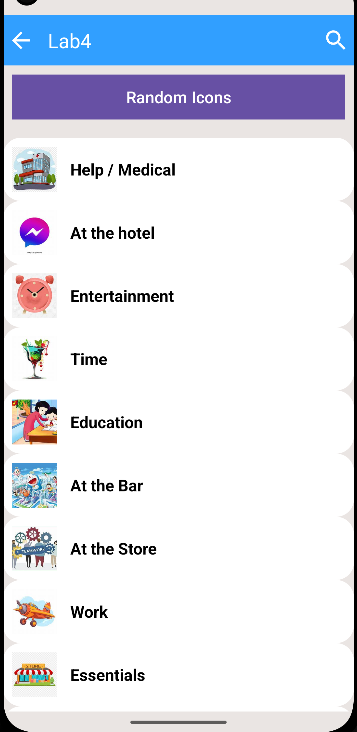 Lab4
Random Icons
Help / Medical
At the hotel
Entertainment
Time
Education
At the Bar
At the Store
Work
Essentials